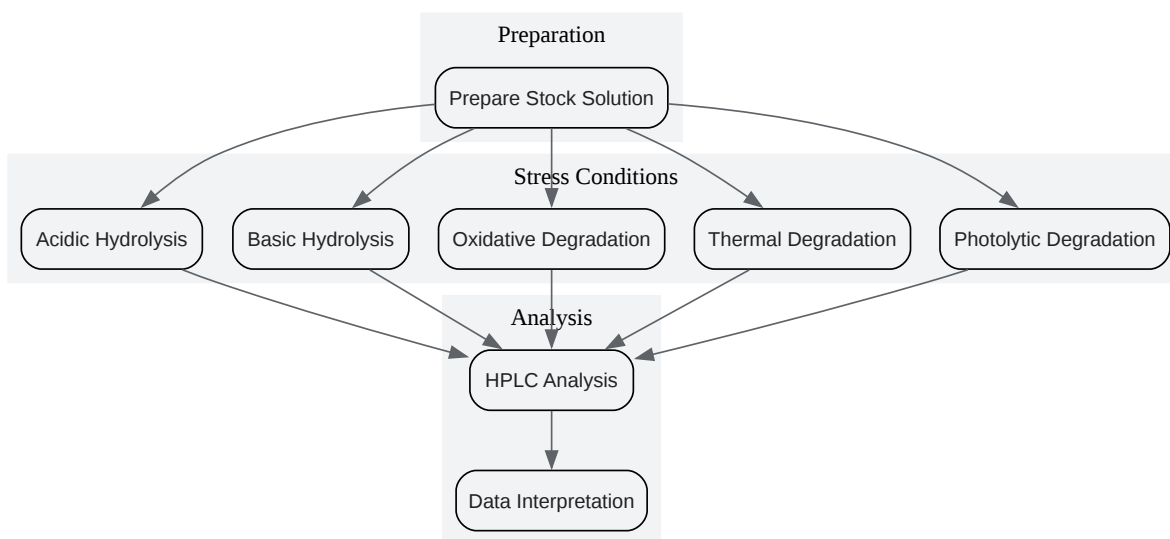 Preparation
Prepare Stock Solution
Stress Conditions
Acidic Hydrolysis
Basic Hydrolysis
Oxidative Degradation
Thermal Degradation
Photolytic Degradation
Analysis
HPLC Analysis
Data Interpretation